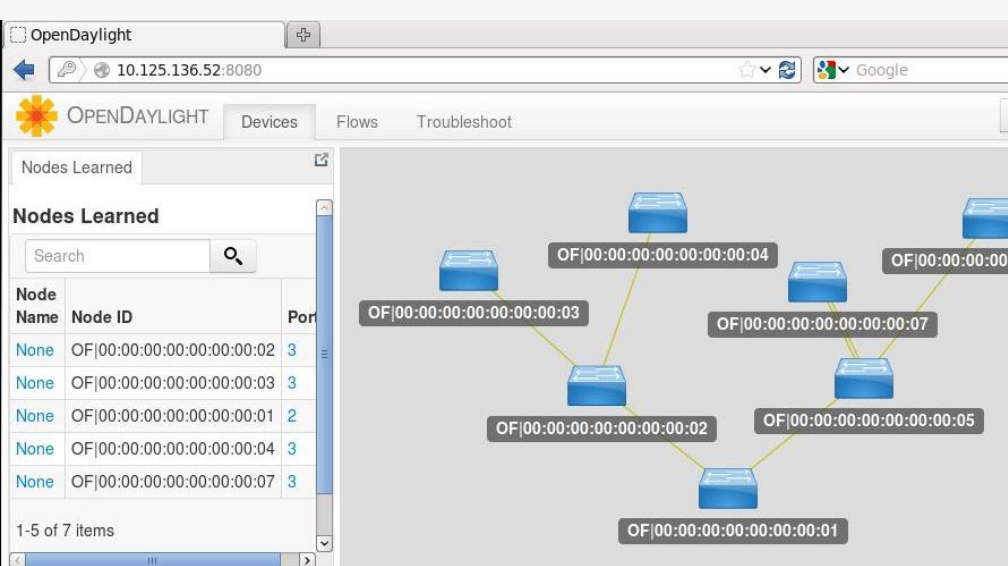 OpenDaylight
10.125.136.52:8080
Google
OPENDAYLIGHT
Devices
Flows
Troubleshoot
Nodes Learned
Nodes Learned
Search
Node Name Node ID Port
None OF|00:00:00:00:00:00:00:02 3
None OF|00:00:00:00:00:00:00:03 3
None OF|00:00:00:00:00:00:00:01 2
None OF|00:00:00:00:00:00:00:04 3
None OF|00:00:00:00:00:00:00:07 3
1-5 of 7 items
OF|00:00:00:00:00:00:00:04
OF|00:00:00:00
OF|00:00:00:00:00:00:00:03
OF|00:00:00:00:00:00:00:07
OF|00:00:00:00:00:00:00:02
OF|00:00:00:00:00:00:00:05
OF|00:00:00:00:00:00:00:01